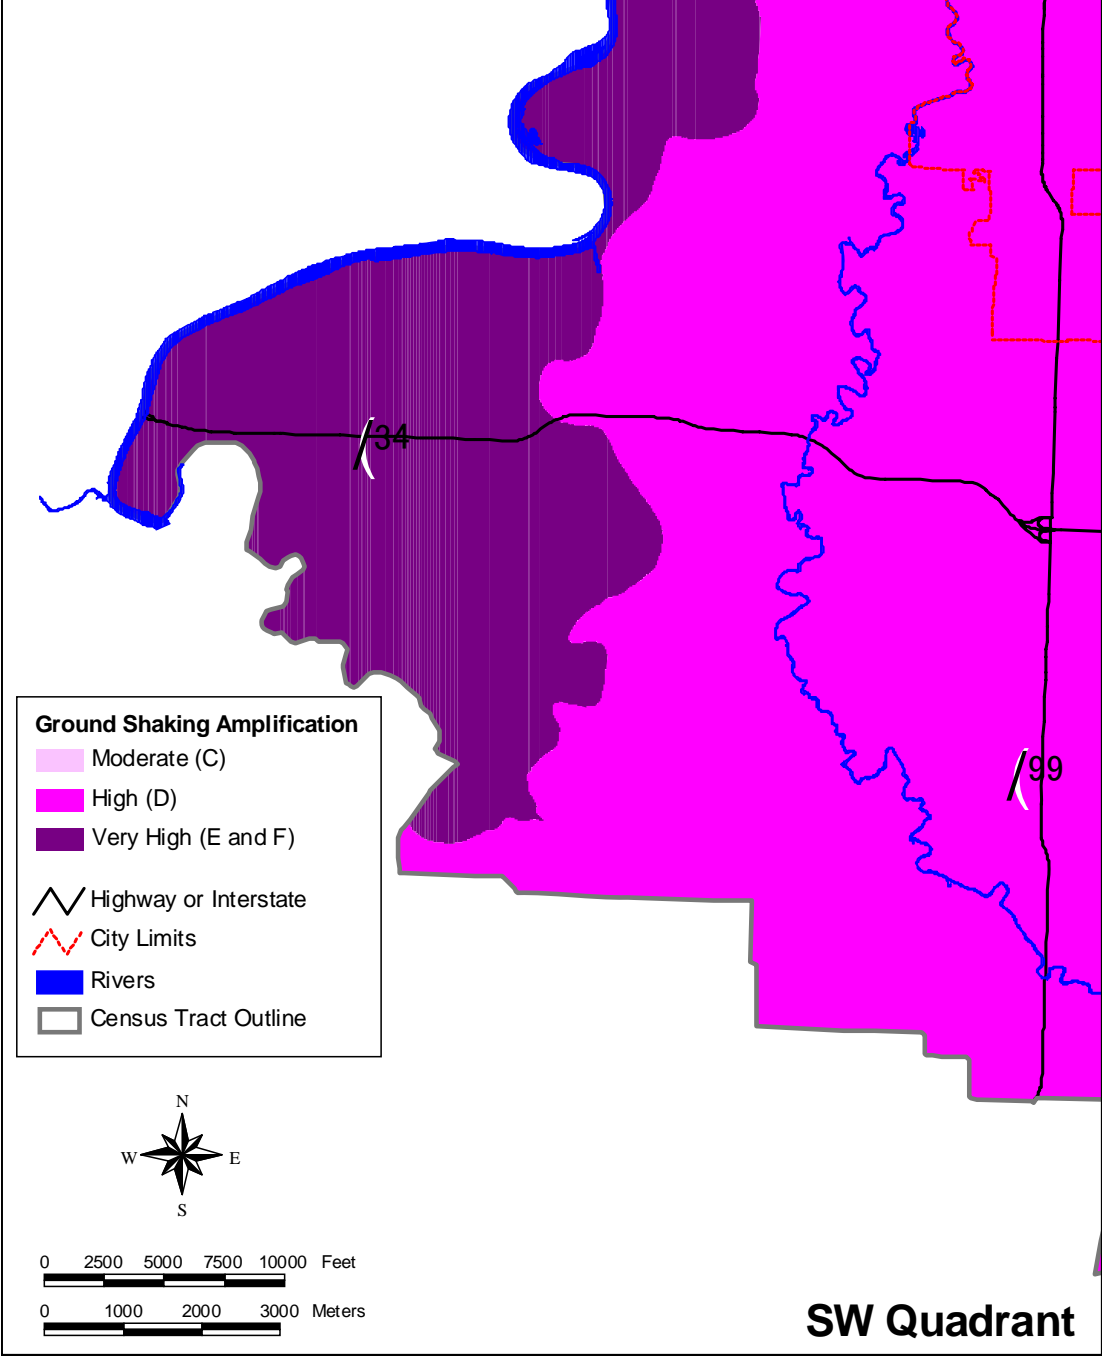 34
99
Ground Shaking Amplification
Moderate (C)
High (D)
Very High (E and F)
Highway or Interstate
City Limits
Rivers
Census Tract Outline
N
W E
S
0 2500 5000 7500 10000 Feet
0 1000 2000 3000 Meters
SW Quadrant